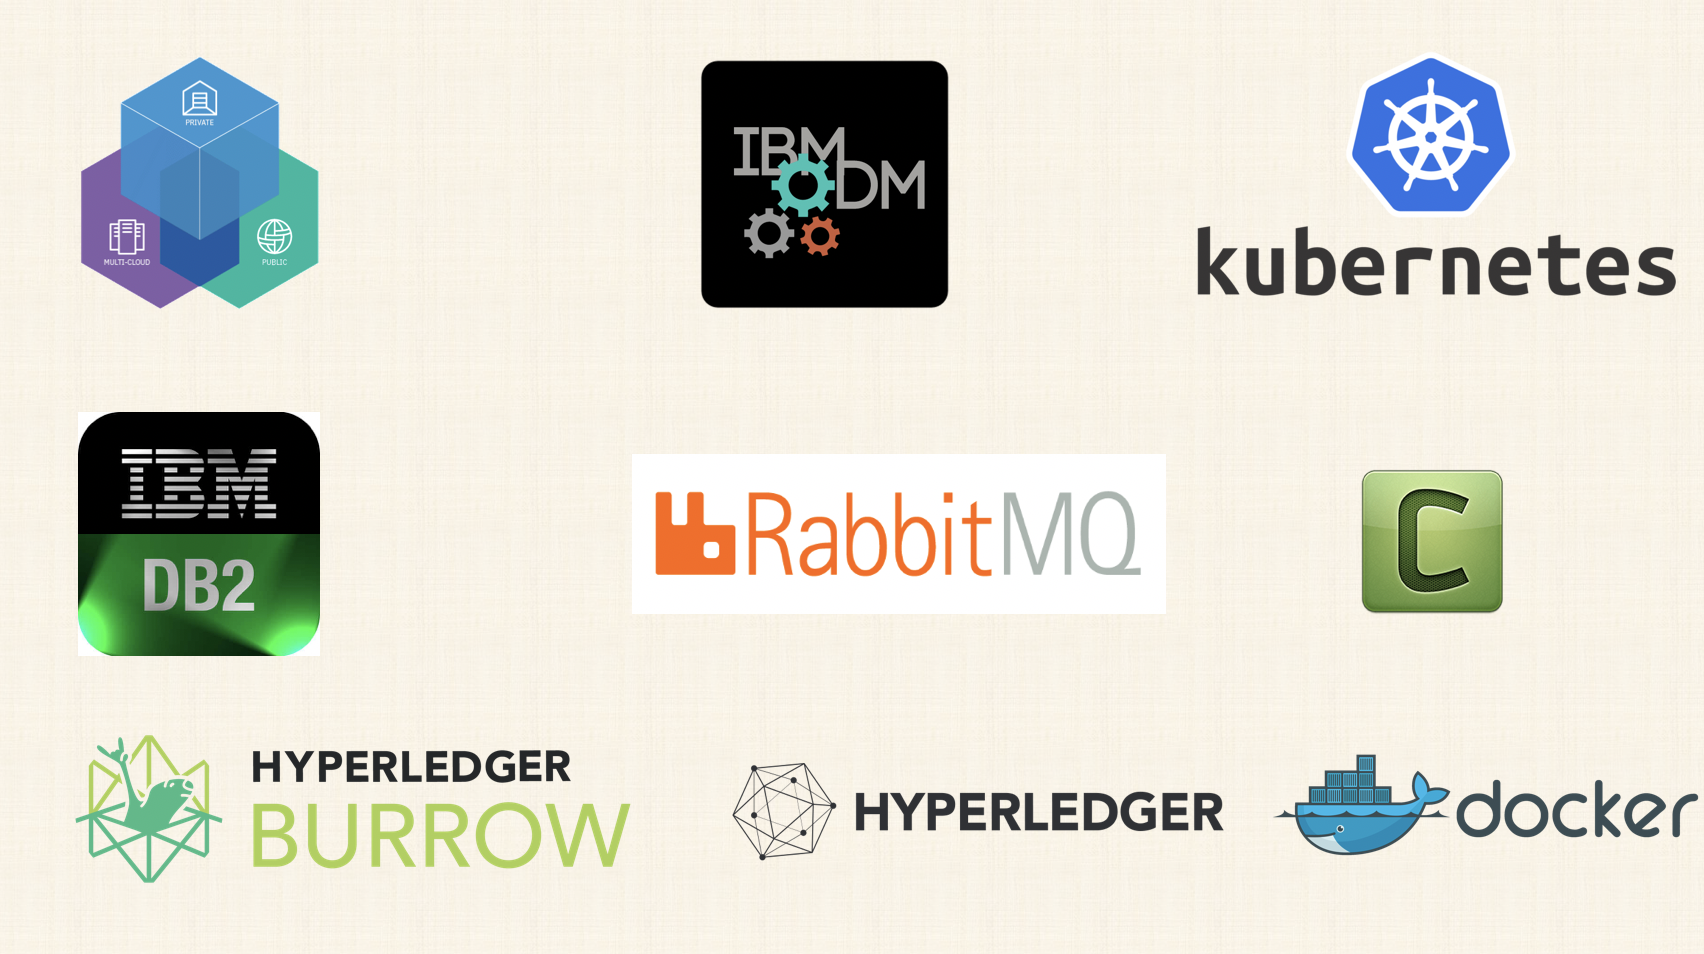 PRIVATE
MULTI-CLOUD
PUBLIC
IBM
ODM
kubernetes
IBM
DB2
RabbitMQ
C
HYPERLEDGER
BURROW
HYPERLEDGER
docker